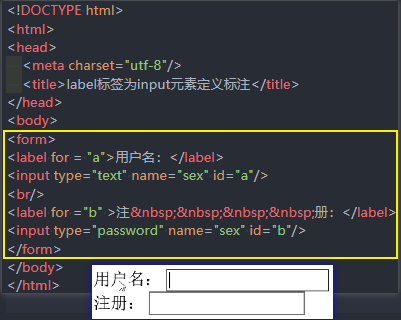 <!DOCTYPE html>
<html>
<head>
<meta charset="utf-8"/>
<title>label标签为input元素定义标注</title>
</head>
<body>
<form>
<label for = "a">用户名：</label>
<input type="text" name="sex" id="a"/>
<br/>
<label for ="b" >注&nbsp;&nbsp;&nbsp;&nbsp;册：</label>
<input type="password" name="sex" id="b"/>
</form>
</body>
</html>
用户名：
注册：